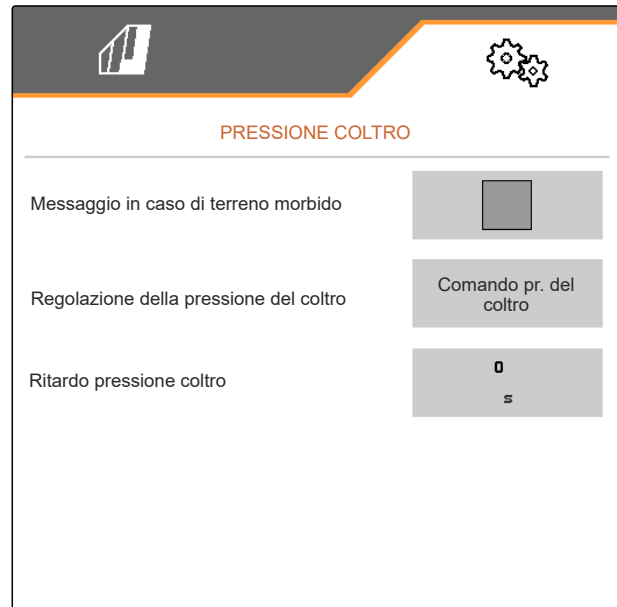 PRESSIONE COLTRO
Messaggio in caso di terreno morbido
Regolazione della pressione del coltro
Comando pr. del
coltro
Ritardo pressione coltro
0
s